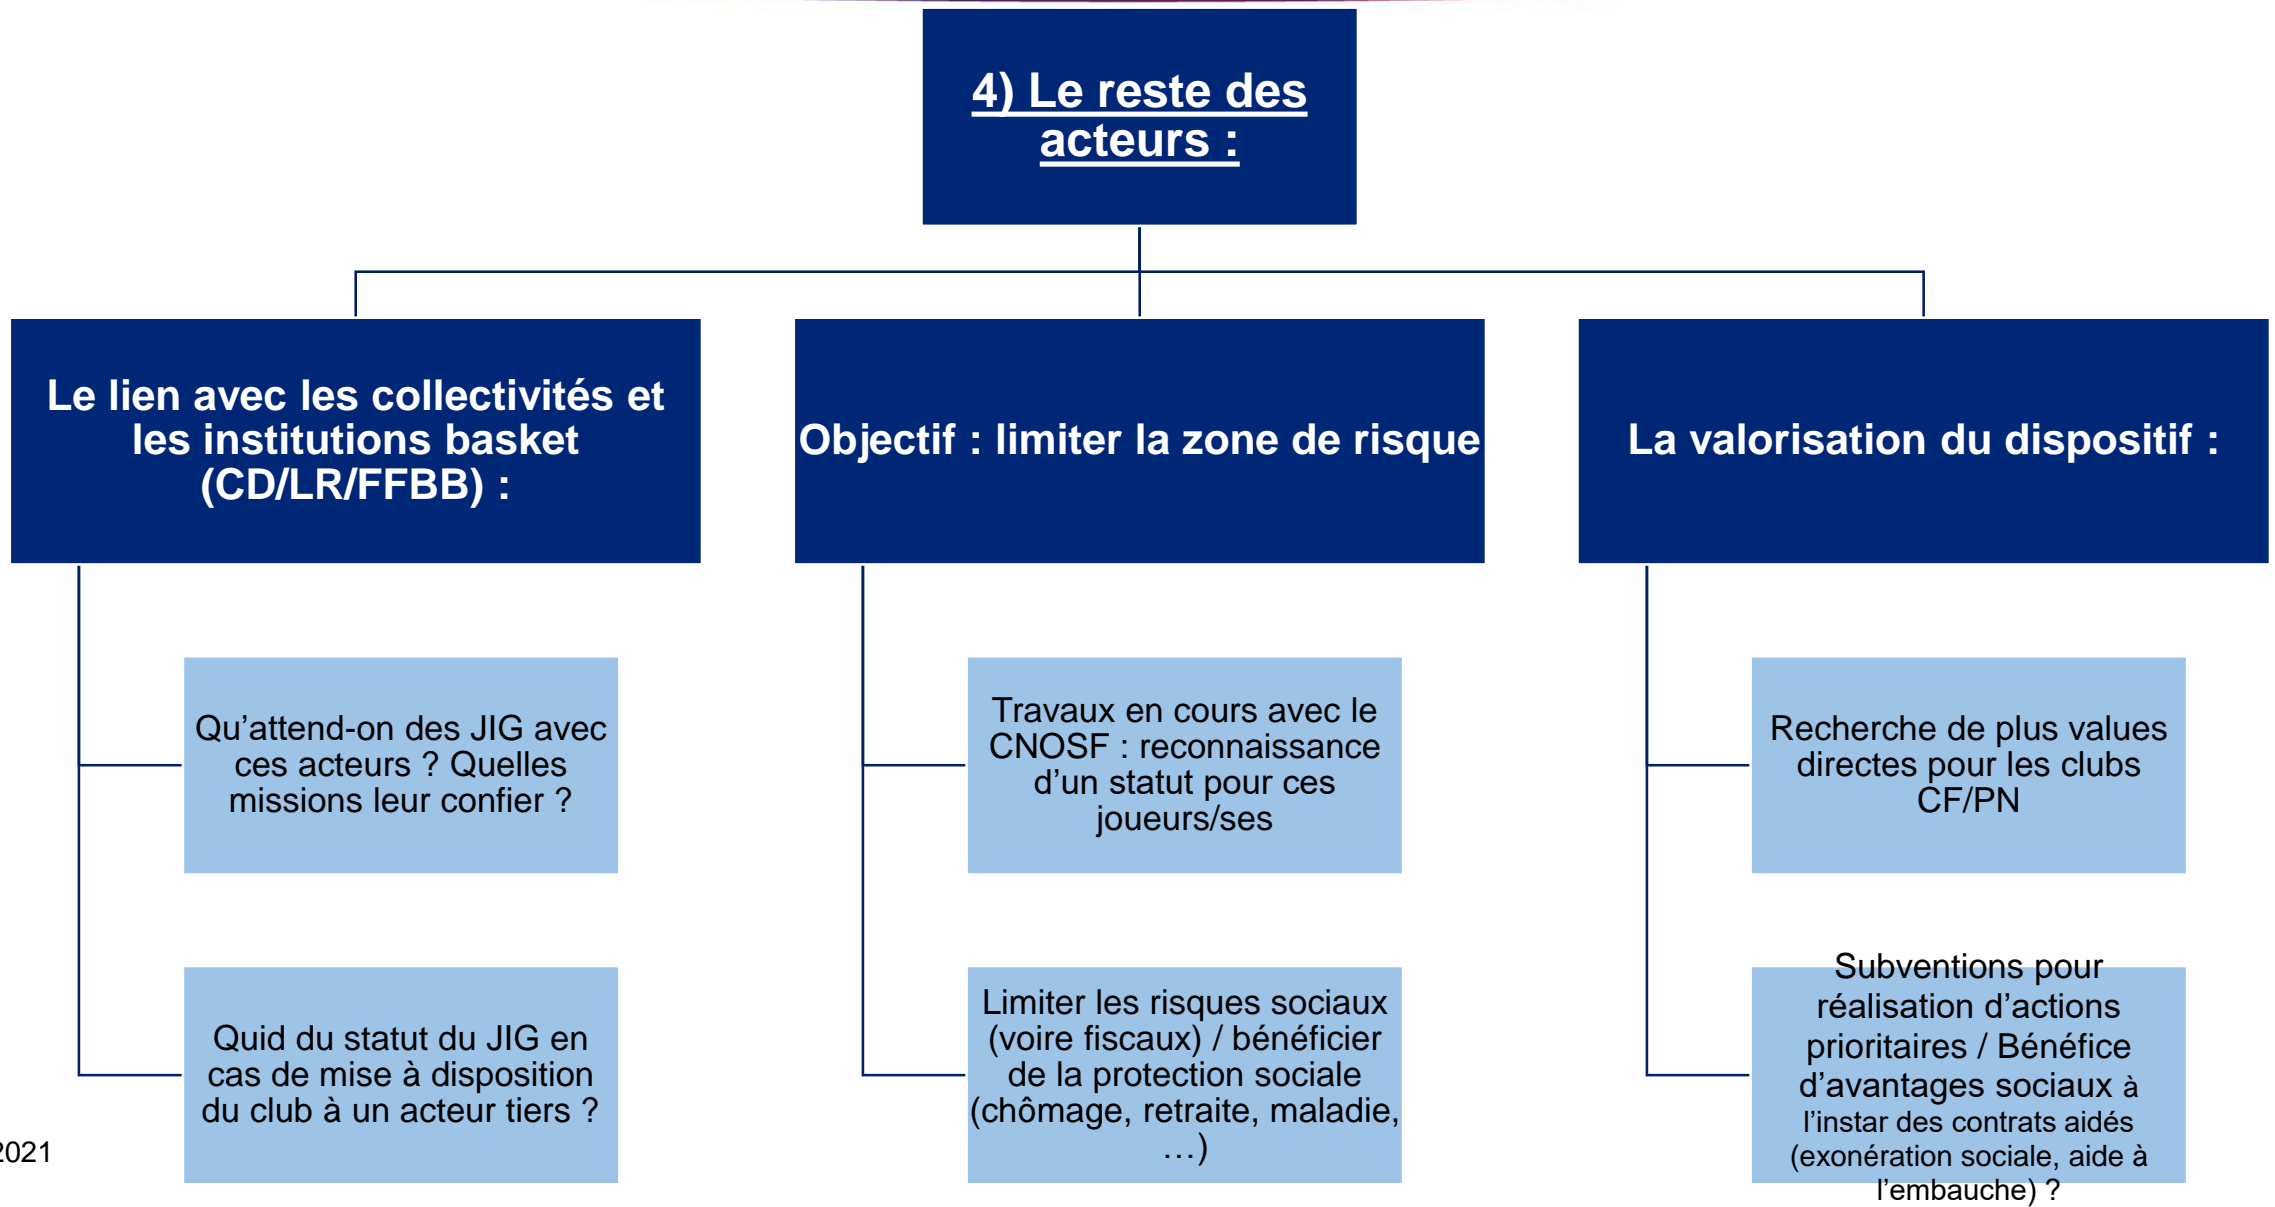 4) Le reste des
acteurs :
Le lien avec les collectivités et
les institutions basket
(CD/LR/FFBB) :
Qu’attend-on des JIG avec
ces acteurs ? Quelles
missions leur confier ?
Quid du statut du JIG en
cas de mise à disposition
du club à un acteur tiers ?
Objectif : limiter la zone de risque
Travaux en cours avec le
CNOSF : reconnaissance
d’un statut pour ces
joueurs/ses
Limiter les risques sociaux
(voire fiscaux) / bénéficier
de la protection sociale
(chômage, retraite, maladie,
…)
La valorisation du dispositif :
Recherche de plus values
directes pour les clubs
CF/PN
Subventions pour
réalisation d’actions
prioritaires / Bénéfice
d’avantages sociaux à
l’instar des contrats aidés
(exonération sociale, aide à
l’embauche) ?
2021